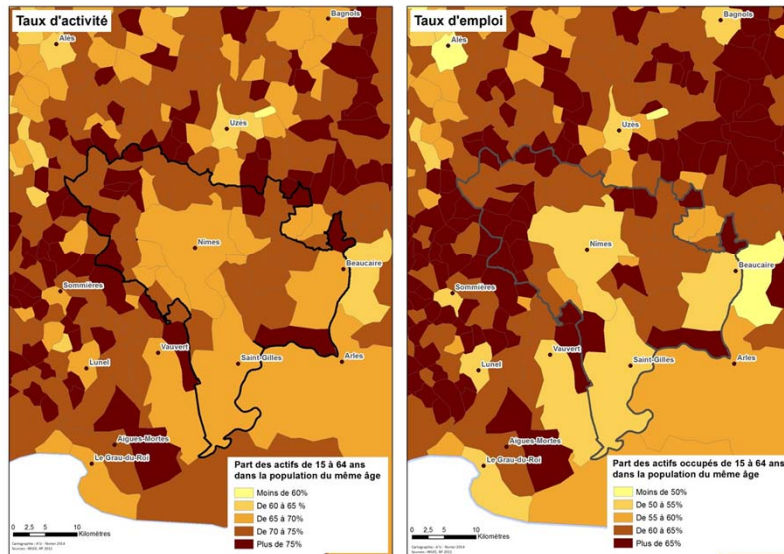 Taux d'activité
Bagnols
Alès
Uzès
Nîmes
Beaucaire
Sommières
Vauvert
Saint-Gilles
Arles
Lunel
Aigues-Mortes
Le Grau-du-Roi
Part des actifs de 15 à 64 ans
dans la population du même âge
Moins de 60%
De 60 à 65 %
De 65 à 70%
De 70 à 75%
Plus de 75%
0 2.5 5 10
Kilomètres
Taux d'emploi
Bagnols
Alès
Uzès
Nîmes
Beaucaire
Sommières
Vauvert
Saint-Gilles
Arles
Lunel
Aigues-Mortes
Le Grau-du-Roi
Part des actifs occupés de 15 à 64 ans
dans la population du même âge
Moins de 50%
De 50 à 55%
De 55 à 60%
De 60 à 65%
Plus de 65%
0 2.5 5 10
Kilomètres